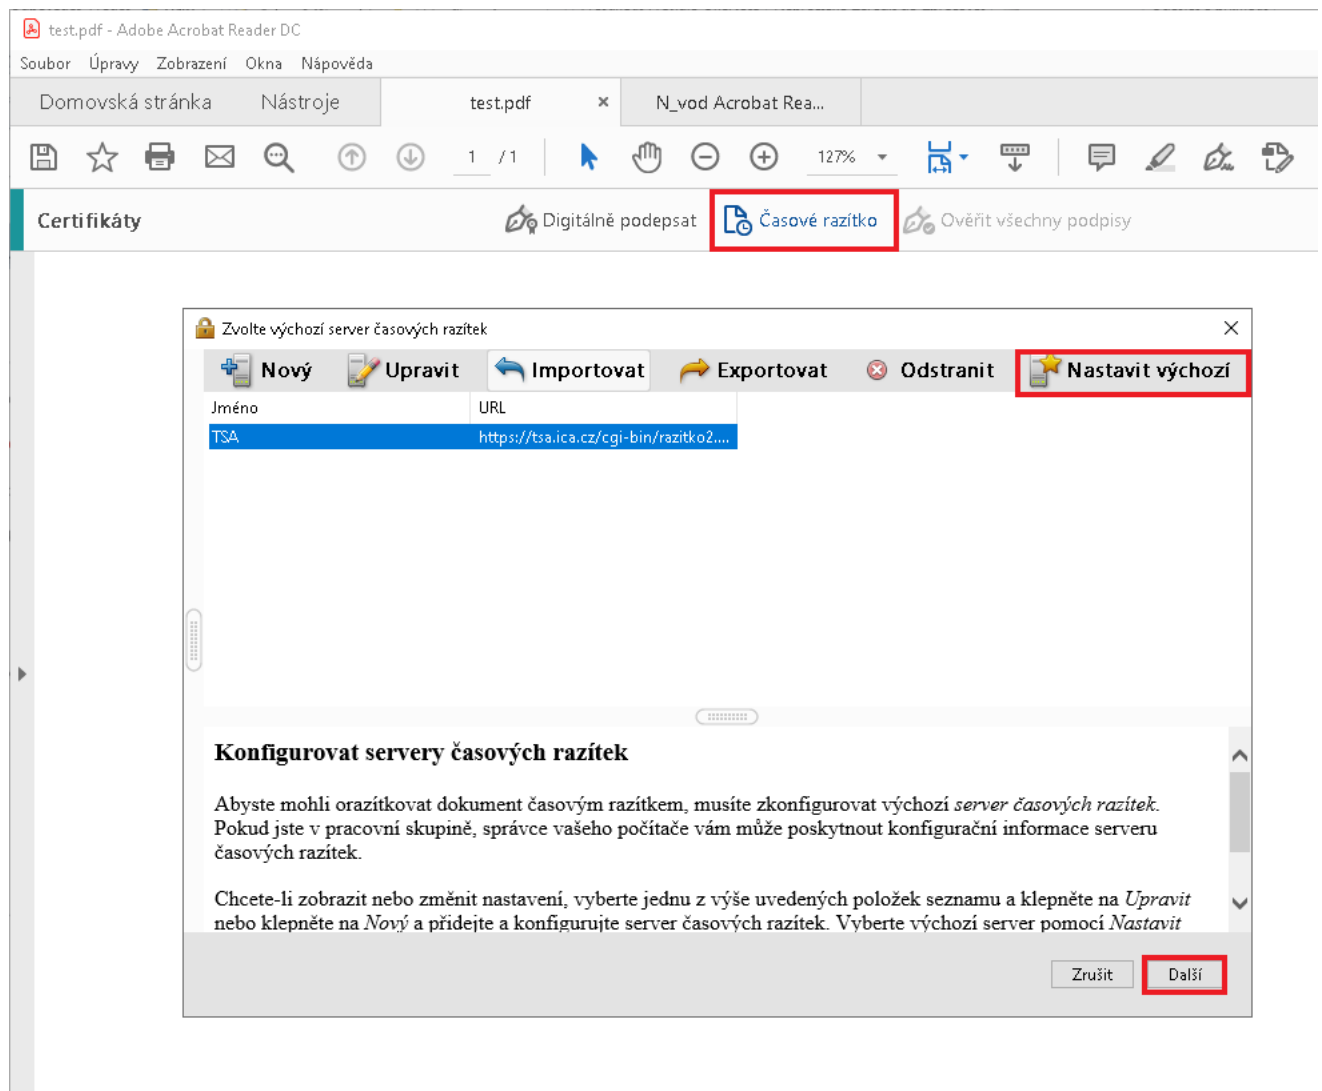 test.pdf - Adobe Acrobat Reader DC
Soubor Úpravy Zobrazení Okna Nápověda
Domovská stránka Nástroje test.pdf × N_vod Acrobat Rea...
1 / 1 127%
Certifikáty Digitálně podepsat Časové razítko Ověřit všechny podpisy
Zvolte výchozí server časových razítek
Nový Upravit Importovat Exportovat Odstranit Nastavit výchozí
Jméno URL
TSA https://tsa.ica.cz/cgi-bin/razitko2....
Konfigurovat servery časových razítek
Abyste mohli orazítkovat dokument časovým razítkem, musíte zkonfigurovat výchozí server časových razítek.
Pokud jste v pracovní skupině, správce vašeho počítače vám může poskytnout konfigurační informace serveru
časových razítek.
Chcete-li zobrazit nebo změnit nastavení, vyberte jednu z výše uvedených položek seznamu a klepněte na Upravit
nebo klepněte na Nový a přidejte a konfigurujte server časových razítek. Vyberte výchozí server pomocí Nastavit
Zrušit Další